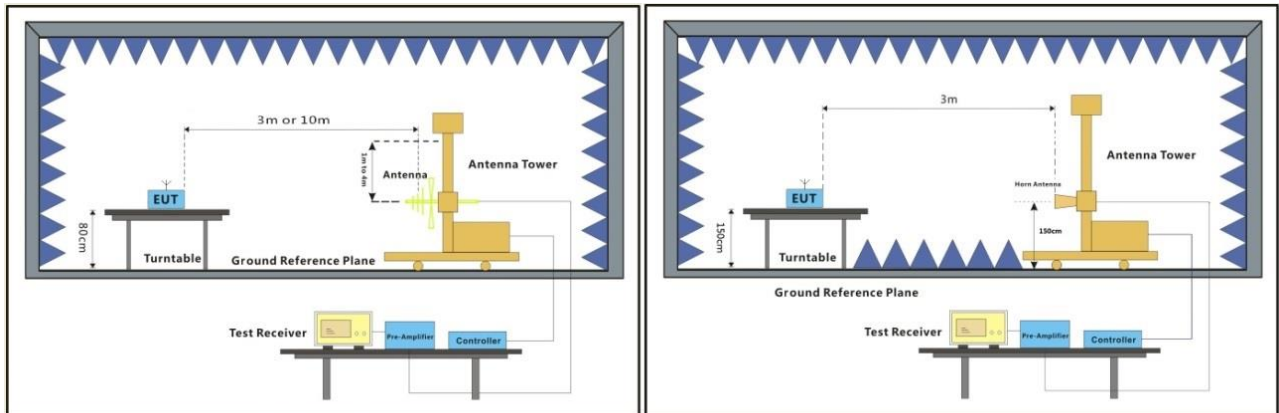 3m or 10m
1m to 4m
Antenna
Antenna Tower
EUT
80cm
Turntable
Ground Reference Plane
Test Receiver
Pre-Amplifier
Controller
3m
Antenna Tower
Horn Antenna
EUT
150cm
150cm
Turntable
Ground Reference Plane
Test Receiver
Pre-Amplifier
Controller